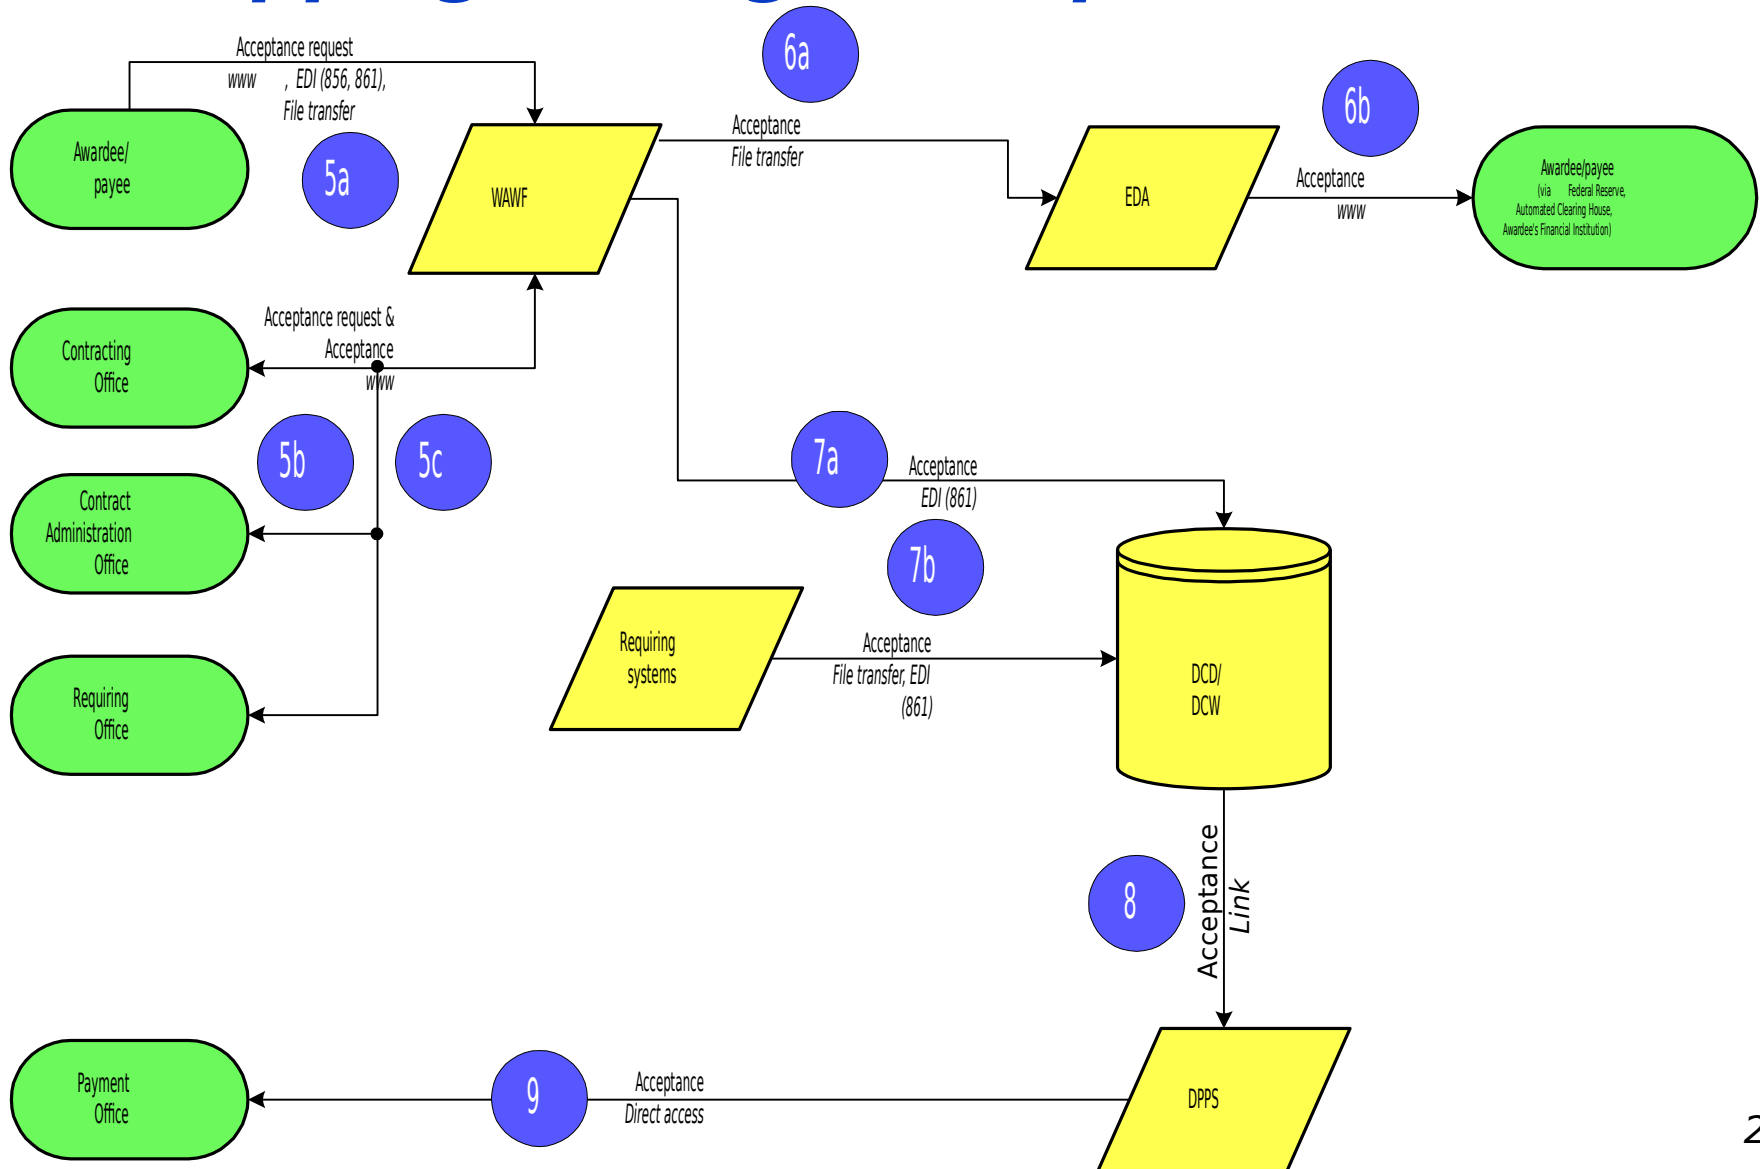 Acceptance request
www , EDI (856, 861),
File transfer
6a
6b
Awardee/
payee
5a
WAWF
Acceptance
File transfer
EDA
Acceptance
www
Awardee/payee
(via Federal Reserve,
Automated Clearing House,
Awardee's Financial Institution)
Contracting
Office
Acceptance request &
Acceptance
www
5b
5c
Contract
Administration
Office
7a
Acceptance
EDI (861)
7b
Requiring
systems
Acceptance
File transfer, EDI
(861)
DCD/
DCW
Requiring
Office
8
Acceptance
Link
Payment
Office
9
Acceptance
Direct access
DPPS
2